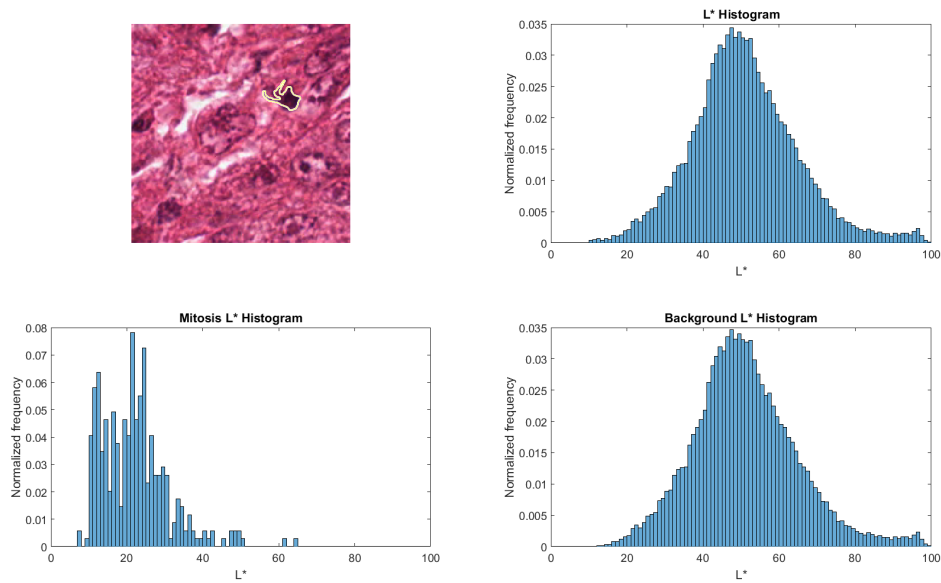 L* Histogram
Normalized frequency
0.035
0.03
0.025
0.02
0.015
0.01
0.005
0
0 20 40 60 80 100
L*
Mitosis L* Histogram
Normalized frequency
0.08
0.07
0.06
0.05
0.04
0.03
0.02
0.01
0
0 20 40 60 80 100
L*
Background L* Histogram
Normalized frequency
0.035
0.03
0.025
0.02
0.015
0.01
0.005
0
0 20 40 60 80 100
L*